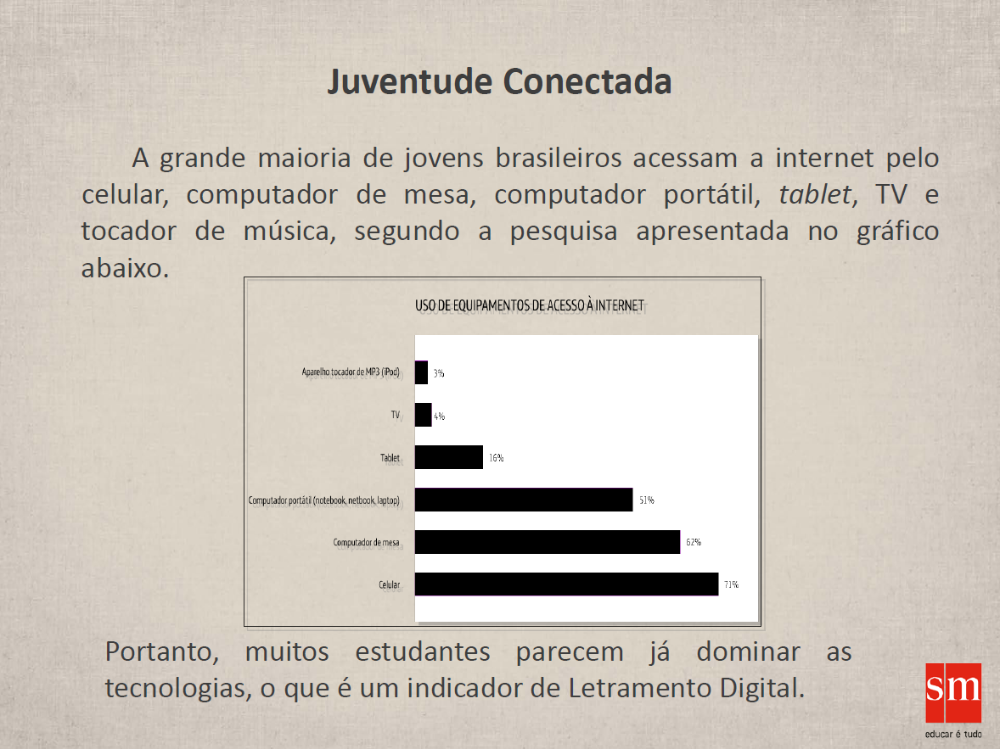 Juventude Conectada
A grande maioria de jovens brasileiros acessam a internet pelo
celular, computador de mesa, computador portátil, tablet, TV e
tocador de música, segundo a pesquisa apresentada no gráfico
abaixo.
USO DE EQUIPAMENTOS DE ACESSO À INTERNET
Aparelho tocador de MP3 (iPod) 3%
TV 4%
Tablet 16%
Computador portátil (notebook, netbook, laptop) 51%
Computador de mesa 62%
Celular 71%
Portanto, muitos estudantes parecem já dominar as
tecnologias, o que é um indicador de Letramento Digital.
sm
educar é tudo